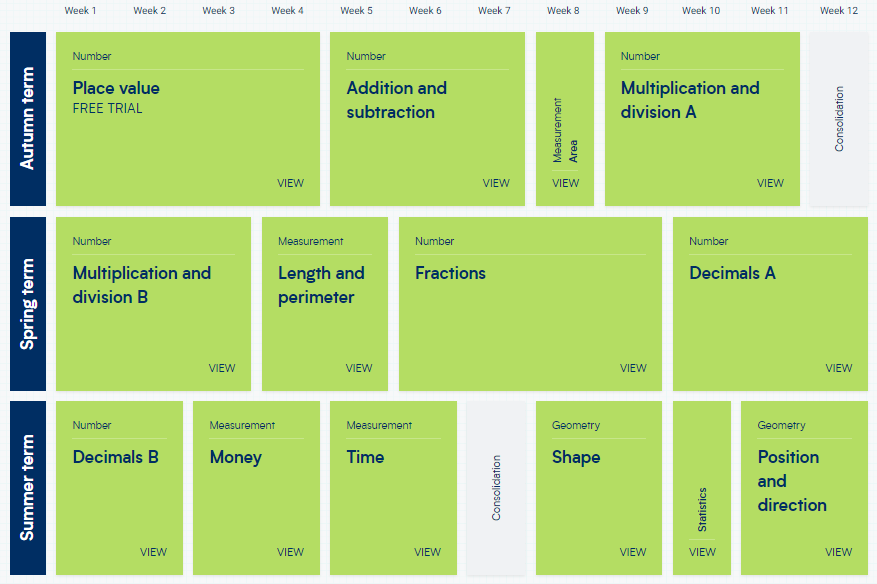 Week 1 Week 2 Week 3 Week 4 Week 5 Week 6 Week 7 Week 8 Week 9 Week 10 Week 11 Week 12
Autumn term
Number
Place value
FREE TRIAL
VIEW
Number
Addition and
subtraction
VIEW
Measurement
Area
VIEW
Number
Multiplication and
division A
VIEW
Consolidation
Spring term
Number
Multiplication and
division B
VIEW
Measurement
Length and
perimeter
VIEW
Number
Fractions
VIEW
Number
Decimals A
VIEW
Summer term
Number
Decimals B
VIEW
Measurement
Money
VIEW
Measurement
Time
VIEW
Consolidation
Geometry
Shape
VIEW
Statistics
VIEW
Geometry
Position
and
direction
VIEW